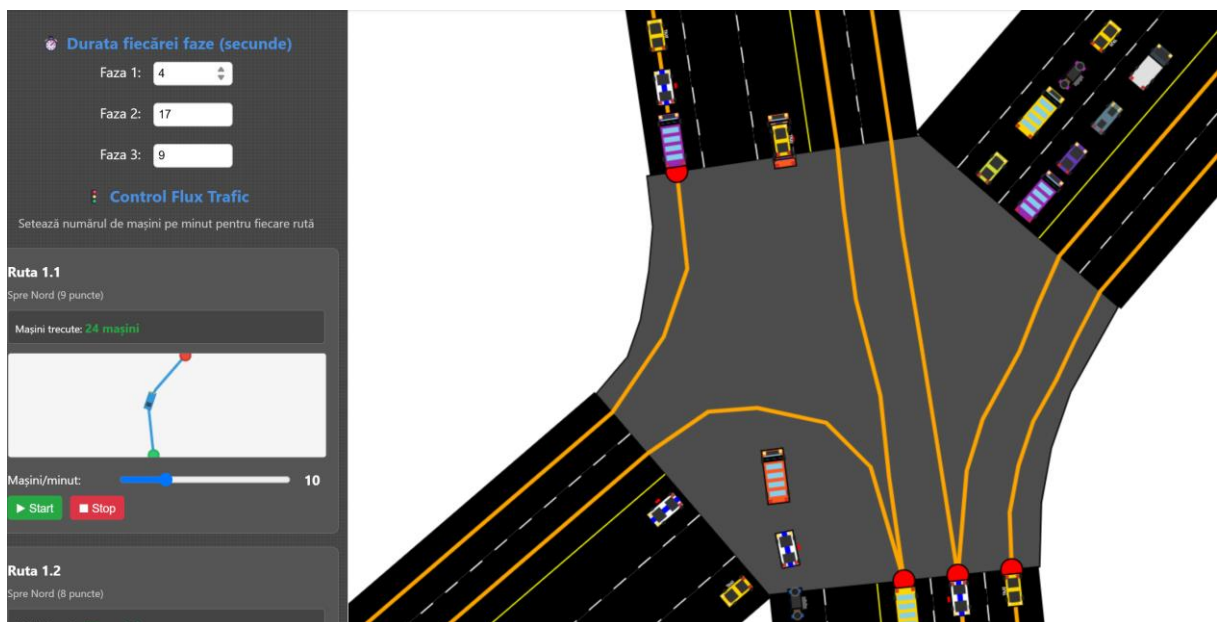 Durata fiecărei faze (secunde)
Faza 1: 4
Faza 2: 17
Faza 3: 9
Control Flux Trafic
Setează numărul de mașini pe minut pentru fiecare rută
Ruta 1.1
Spre Nord (9 puncte)
Mașini trecute: 24 mașini
Mașini/minut: 10
Start Stop
Ruta 1.2
Spre Nord (8 puncte)